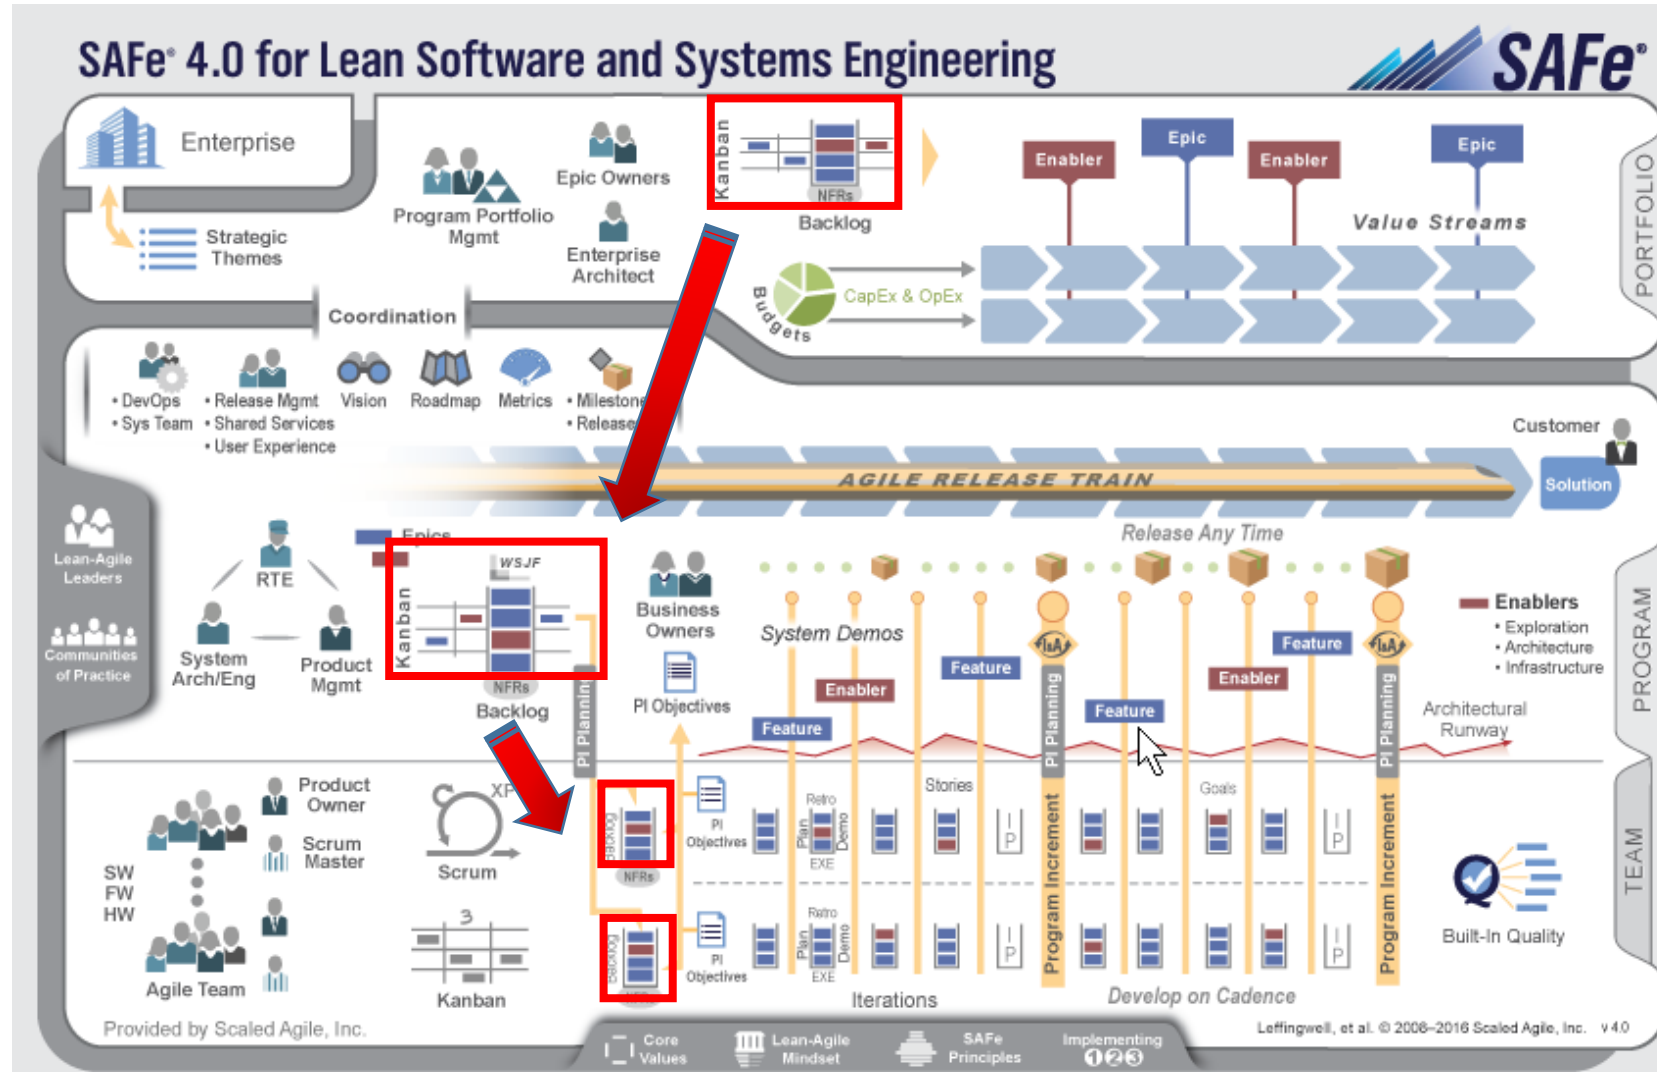 SAFe® 4.0 for Lean Software and Systems Engineering
SAFe®
Enterprise
Strategic
Themes
Program Portfolio
Mgmt
Epic Owners
Enterprise
Architect
Kanban
NFRs
Backlog
Enabler
Epic
Enabler
Epic
Value Streams
Budgets
CapEx & OpEx
PORTFOLIO
Coordination
• DevOps
• Sys Team
• Release Mgmt
• Shared Services
• User Experience
Vision
Roadmap
Metrics
• Milestone
• Release
AGILE RELEASE TRAIN
Customer
Solution
Release Any Time
Lean-Agile
Leaders
Communities
of Practice
RTE
System
Arch/Eng
Product
Mgmt
Epics
WSJF
Kanban
NFRs
Backlog
PI Planning
Business
Owners
PI Objectives
System Demos
Feature
Enabler
Feature
I&A
PI Planning
Feature
Enabler
Feature
I&A
PI Planning
Enablers
• Exploration
• Architecture
• Infrastructure
Architectural
Runway
PROGRAM
SW
FW
HW
Product
Owner
Scrum
Master
Agile Team
XP
Scrum
3
Kanban
Backlog
NFRs
Backlog
PI
Objectives
PI
Objectives
Plan
Retro
Demo
EXE
Stories
I
P
Goals
I
P
Plan
Retro
Demo
EXE
I
P
I
P
Iterations
Program Increment
Develop on Cadence
Program Increment
Built-In Quality
TEAM
Provided by Scaled Agile, Inc.
Leffingwell, et al. © 2008–2016 Scaled Agile, Inc. v 4.0
Core
Values
Lean-Agile
Mindset
SAFe
Principles
Implementing
1 2 3